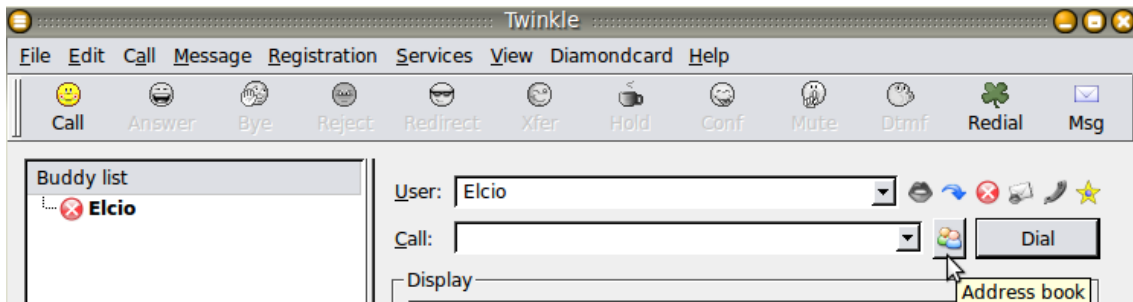 Twinkle
File Edit Call Message Registration Services View Diamondcard Help
Call Answer Bye Reject Redirect Xfer Hold Conf Mute Dtmf Redial Msg
Buddy list
Elcio
User: Elcio
Call: Dial
Display
Address book